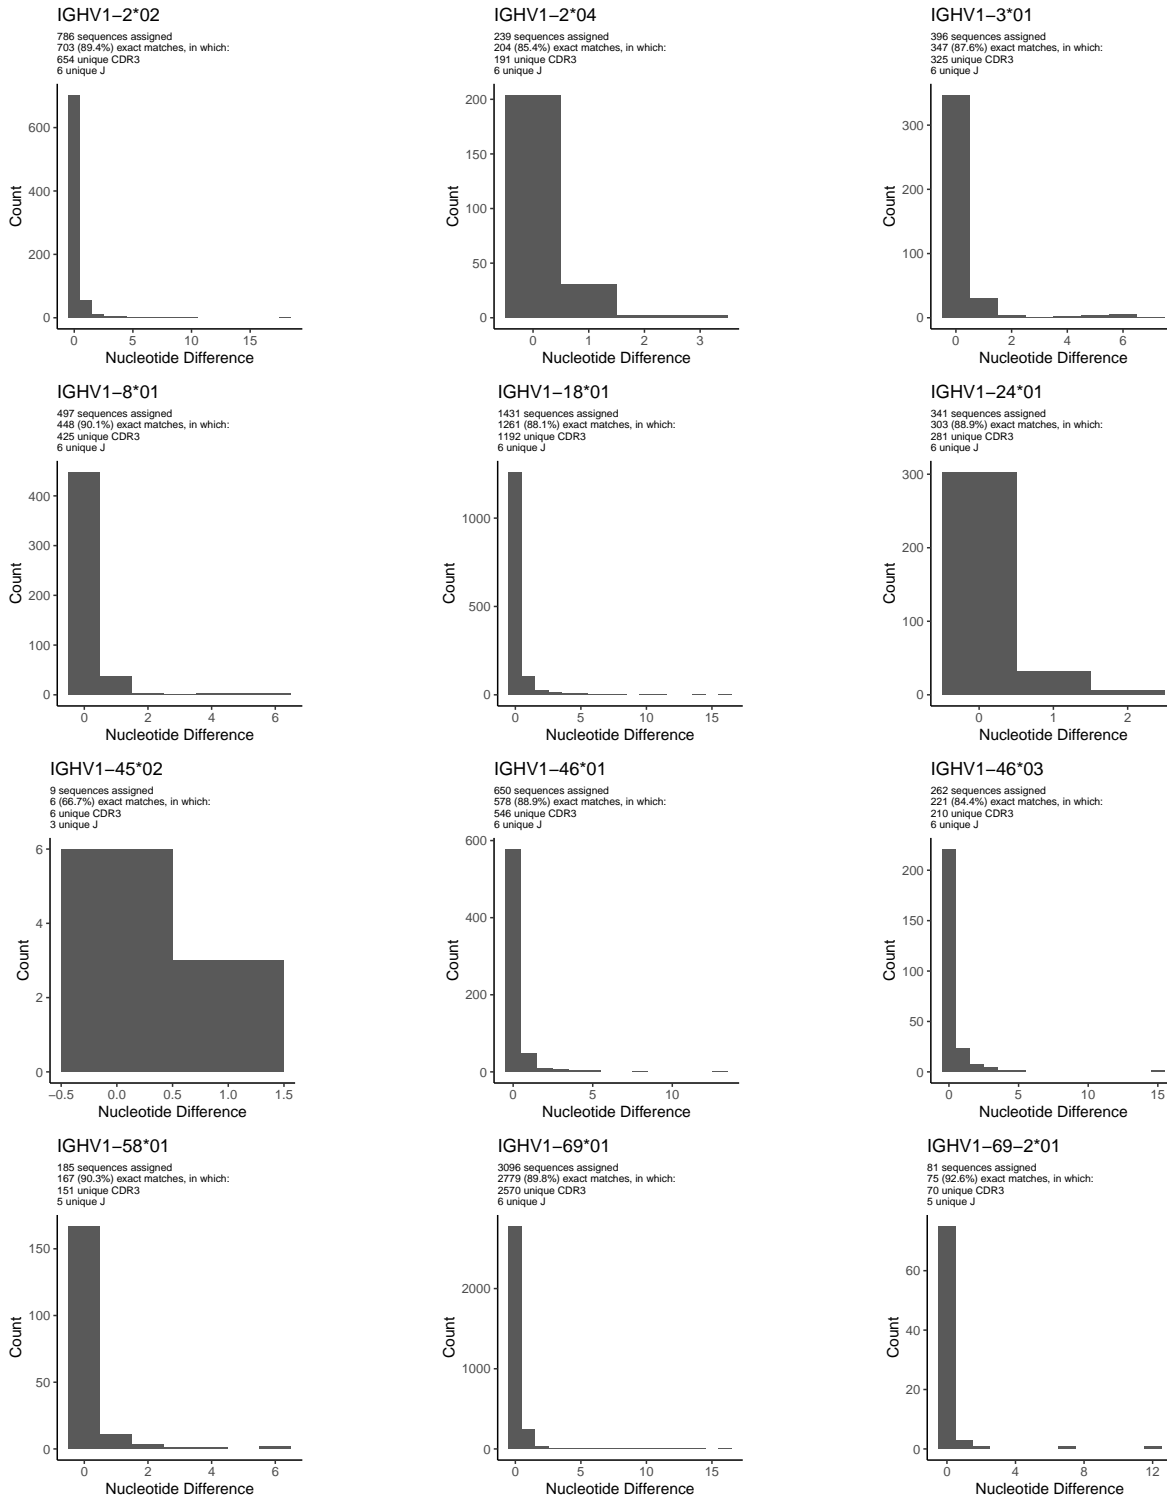 IGHV1−2*02
786 sequences assigned
703 (89.4%) exact matches, in which:
654 unique CDR3
6 unique J
600
400
200
0
Count
0 5 10 15
Nucleotide Difference
IGHV1−2*04
239 sequences assigned
204 (85.4%) exact matches, in which:
191 unique CDR3
6 unique J
200
150
100
50
0
Count
0 1 2 3
Nucleotide Difference
IGHV1−3*01
396 sequences assigned
347 (87.6%) exact matches, in which:
325 unique CDR3
6 unique J
300
200
100
0
Count
0 2 4 6
Nucleotide Difference
IGHV1−8*01
497 sequences assigned
448 (90.1%) exact matches, in which:
425 unique CDR3
6 unique J
400
300
200
100
0
Count
0 2 4 6
Nucleotide Difference
IGHV1−18*01
1431 sequences assigned
1261 (88.1%) exact matches, in which:
1192 unique CDR3
6 unique J
1000
500
0
Count
0 5 10 15
Nucleotide Difference
IGHV1−24*01
341 sequences assigned
303 (88.9%) exact matches, in which:
281 unique CDR3
6 unique J
300
200
100
0
Count
0 1 2
Nucleotide Difference
IGHV1−45*02
9 sequences assigned
6 (66.7%) exact matches, in which:
6 unique CDR3
3 unique J
6
4
2
0
Count
−0.5 0.0 0.5 1.0 1.5
Nucleotide Difference
IGHV1−46*01
650 sequences assigned
578 (88.9%) exact matches, in which:
546 unique CDR3
6 unique J
600
400
200
0
Count
0 5 10
Nucleotide Difference
IGHV1−46*03
262 sequences assigned
221 (84.4%) exact matches, in which:
210 unique CDR3
6 unique J
200
150
100
50
0
Count
0 5 10 15
Nucleotide Difference
IGHV1−58*01
185 sequences assigned
167 (90.3%) exact matches, in which:
151 unique CDR3
5 unique J
150
100
50
0
Count
0 2 4 6
Nucleotide Difference
IGHV1−69*01
3096 sequences assigned
2779 (89.8%) exact matches, in which:
2570 unique CDR3
6 unique J
2000
1000
0
Count
0 5 10 15
Nucleotide Difference
IGHV1−69−2*01
81 sequences assigned
75 (92.6%) exact matches, in which:
70 unique CDR3
5 unique J
60
40
20
0
Count
0 4 8 12
Nucleotide Difference